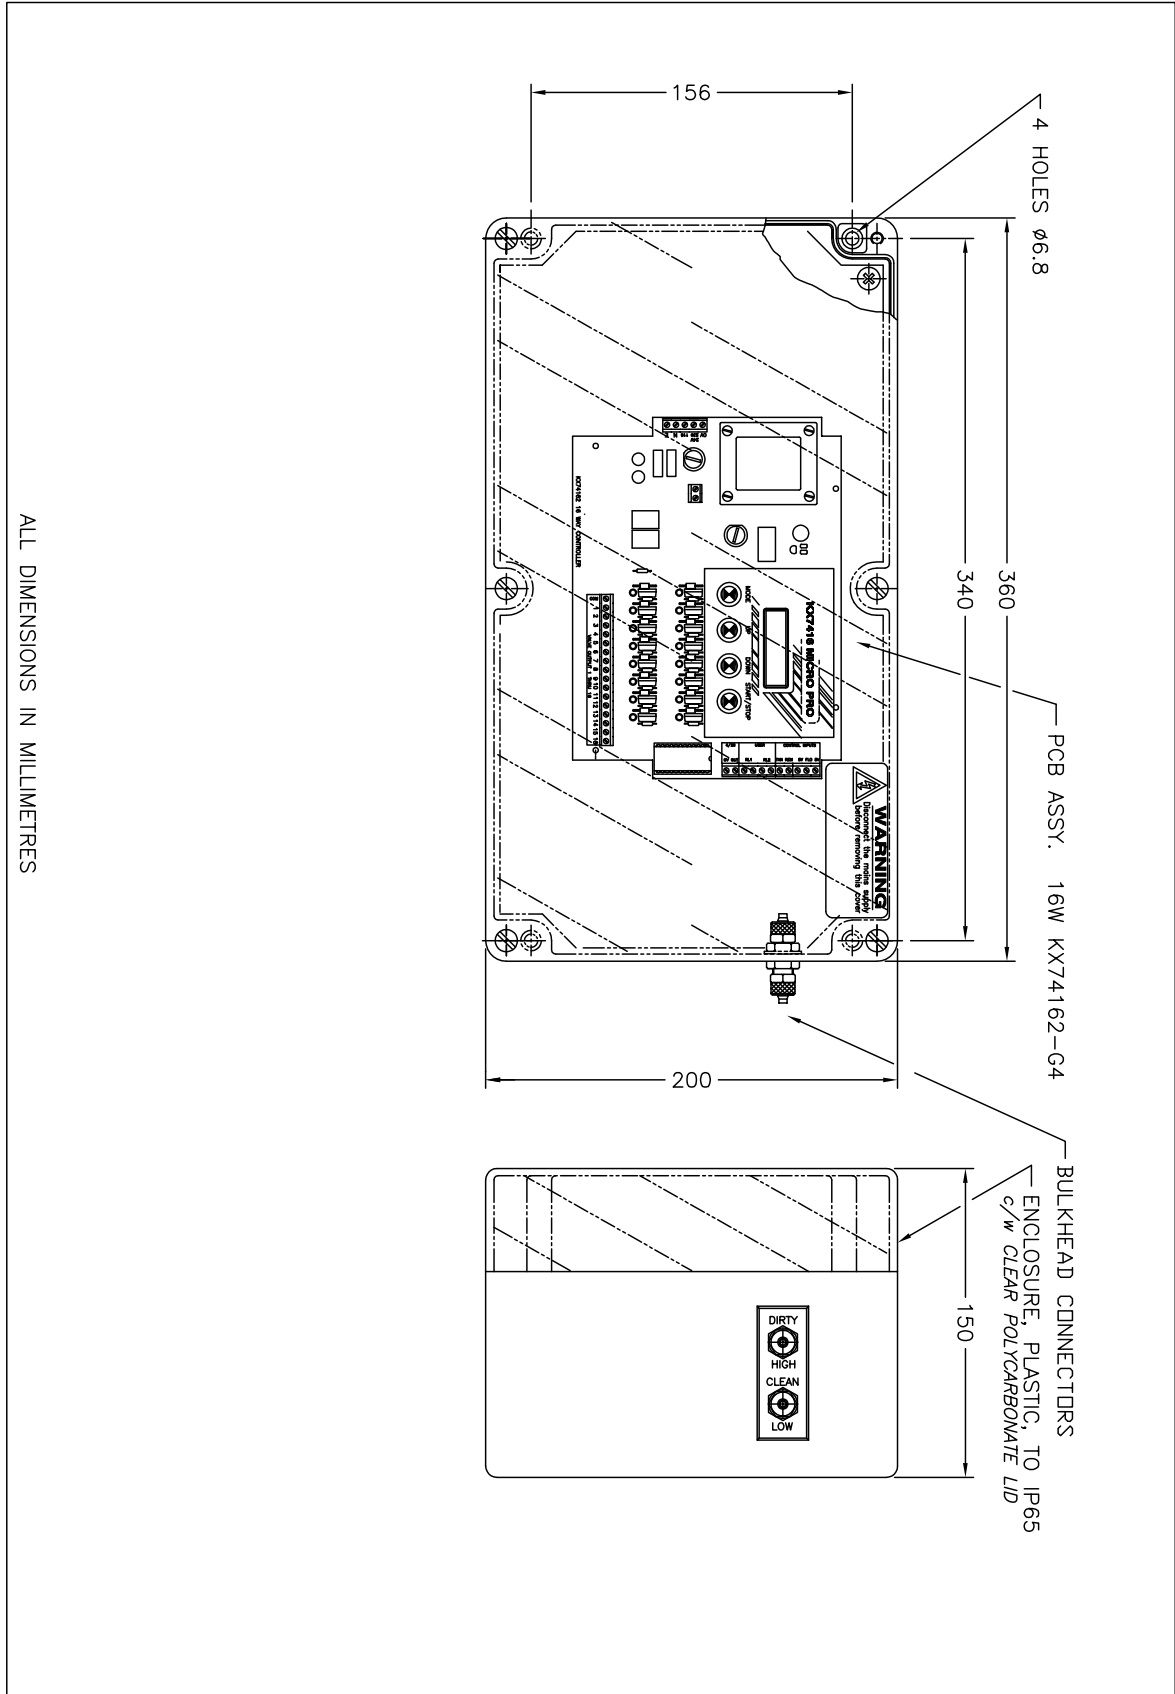 4 HOLES ø6.8
156
360
340
PCB ASSY. 16W KX74162-G4
BULKHEAD CONNECTORS
ENCLOSURE, PLASTIC, TO IP65
c/w CLEAR POLYCARBONATE LID
200
150
KX7416 MICRO PRO
MODE
UP
DOWN
START/STOP
KX74162 16 WAY CONTROLLER
COM 1 2 3 4 5 6 7 8 9 10 11 12 13 14 15 16
CONTROL INPUTS
WARNING
Disconnect the mains supply
before removing this cover
DIRTY
HIGH
CLEAN
LOW
ALL DIMENSIONS IN MILLIMETRES